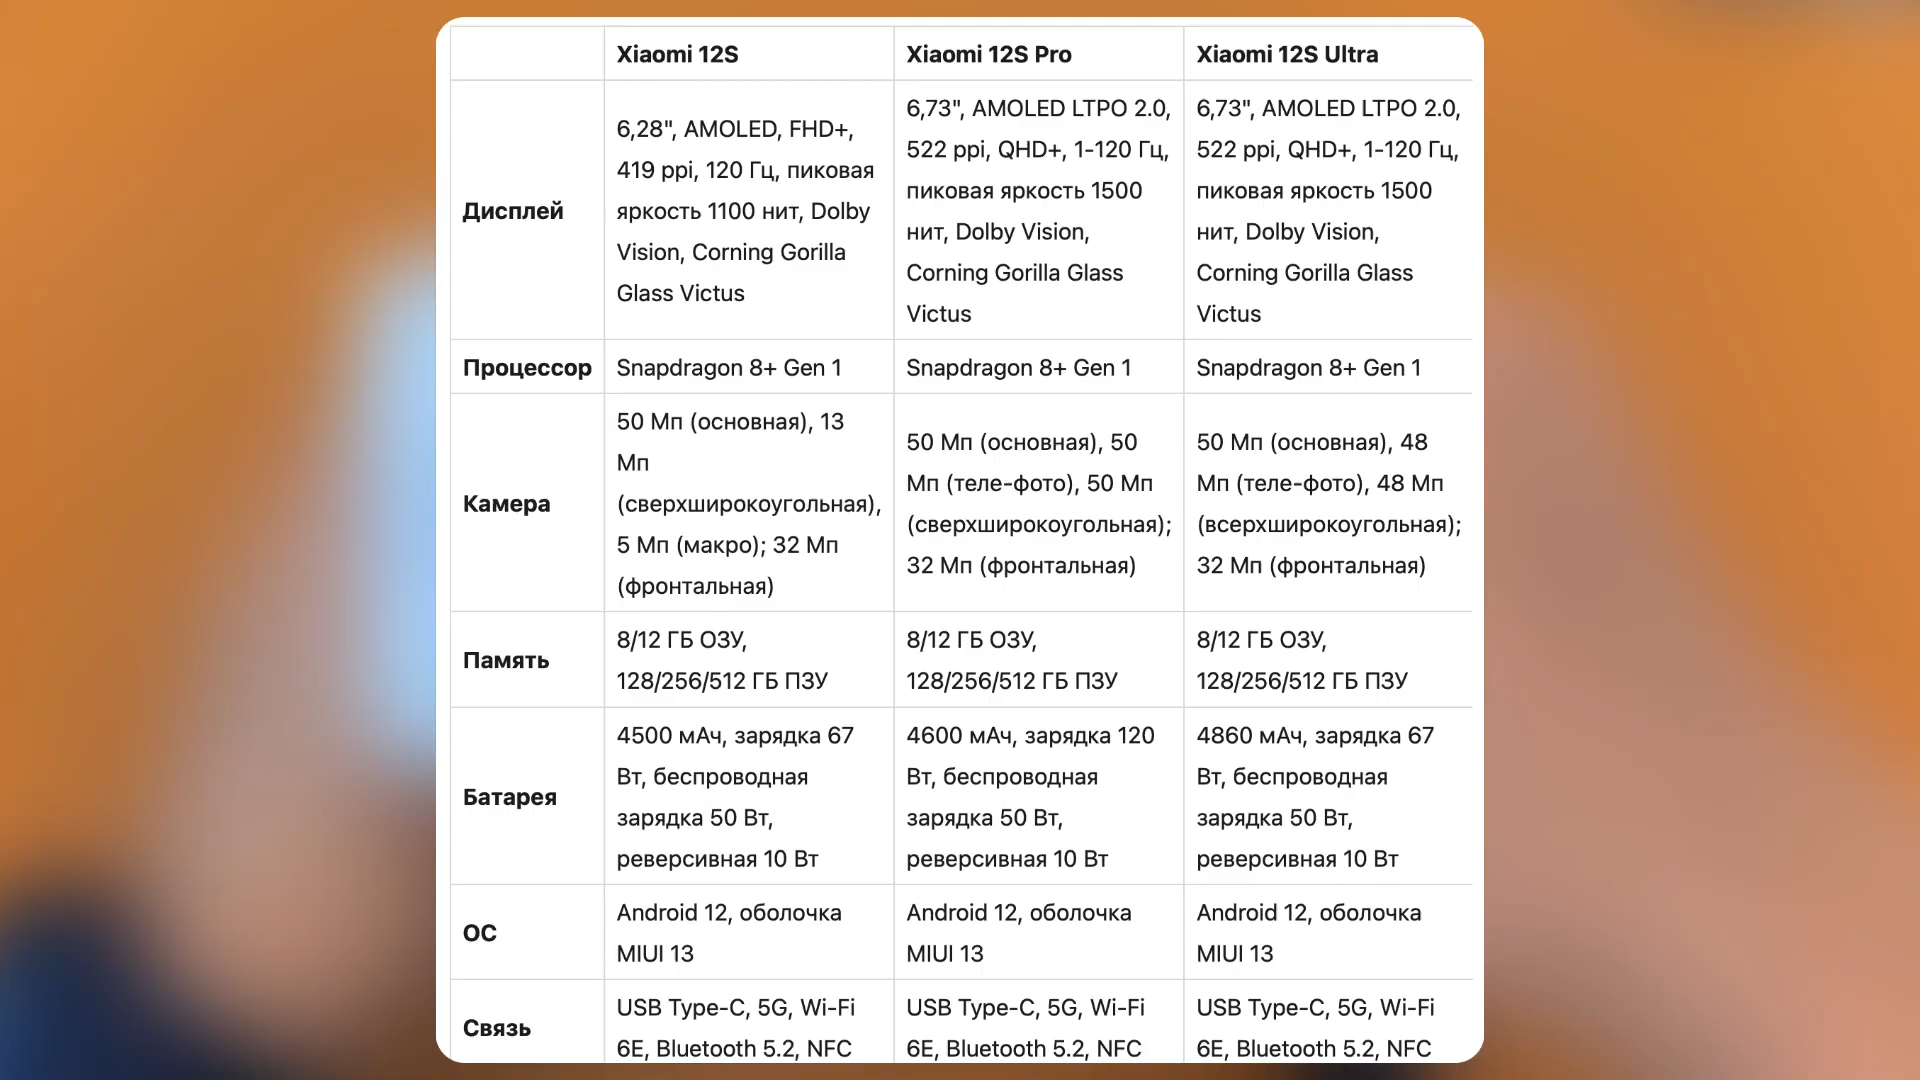 Xiaomi 12S
Xiaomi 12S Pro
Xiaomi 12S Ultra
Дисплей
6,28", AMOLED, FHD+,
419 ppi, 120 Гц, пиковая
яркость 1100 нит, Dolby
Vision, Corning Gorilla
Glass Victus
6,73", AMOLED LTPO 2.0,
522 ppi, QHD+, 1-120 Гц,
пиковая яркость 1500
нит, Dolby Vision,
Corning Gorilla Glass
Victus
6,73", AMOLED LTPO 2.0,
522 ppi, QHD+, 1-120 Гц,
пиковая яркость 1500
нит, Dolby Vision,
Corning Gorilla Glass
Victus
Процессор
Snapdragon 8+ Gen 1
Snapdragon 8+ Gen 1
Snapdragon 8+ Gen 1
Камера
50 Мп (основная), 13
Мп
(сверхширокоугольная),
5 Мп (макро); 32 Мп
(фронтальная)
50 Мп (основная), 50
Мп (теле-фото), 50 Мп
(сверхширокоугольная);
32 Мп (фронтальная)
50 Мп (основная), 48
Мп (теле-фото), 48 Мп
(всерхширокоугольная);
32 Мп (фронтальная)
Память
8/12 ГБ ОЗУ,
128/256/512 ГБ ПЗУ
8/12 ГБ ОЗУ,
128/256/512 ГБ ПЗУ
8/12 ГБ ОЗУ,
128/256/512 ГБ ПЗУ
Батарея
4500 мАч, зарядка 67
Вт, беспроводная
зарядка 50 Вт,
реверсивная 10 Вт
4600 мАч, зарядка 120
Вт, беспроводная
зарядка 50 Вт,
реверсивная 10 Вт
4860 мАч, зарядка 67
Вт, беспроводная
зарядка 50 Вт,
реверсивная 10 Вт
ОС
Android 12, оболочка
MIUI 13
Android 12, оболочка
MIUI 13
Android 12, оболочка
MIUI 13
Связь
USB Type-C, 5G, Wi-Fi
6E, Bluetooth 5.2, NFC
USB Type-C, 5G, Wi-Fi
6E, Bluetooth 5.2, NFC
USB Type-C, 5G, Wi-Fi
6E, Bluetooth 5.2, NFC